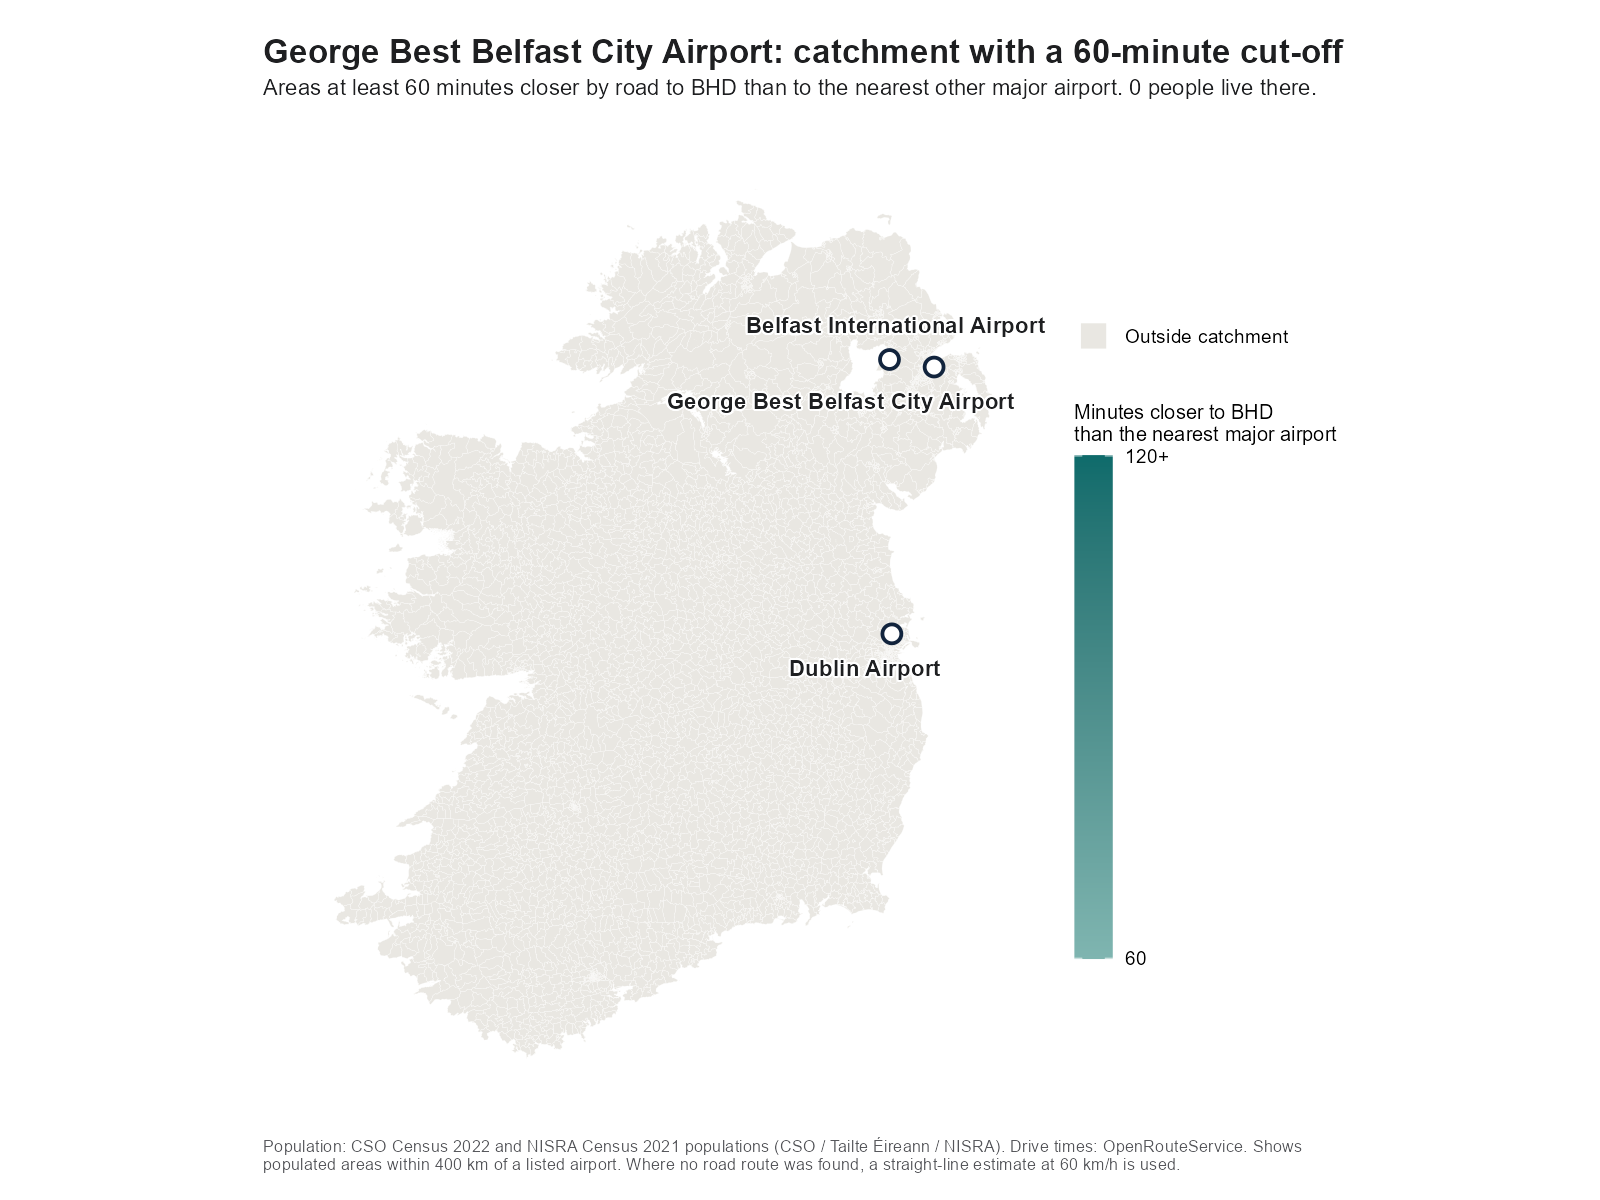 George Best Belfast City Airport: catchment with a 60-minute cut-off
Areas at least 60 minutes closer by road to BHD than to the nearest other major airport. 0 people live there.
Belfast International Airport
George Best Belfast City Airport
Dublin Airport
Outside catchment
Minutes closer to BHD
than the nearest major airport
120+
60
Population: CSO Census 2022 and NISRA Census 2021 populations (CSO / Tailte Éireann / NISRA). Drive times: OpenRouteService. Shows
populated areas within 400 km of a listed airport. Where no road route was found, a straight-line estimate at 60 km/h is used.